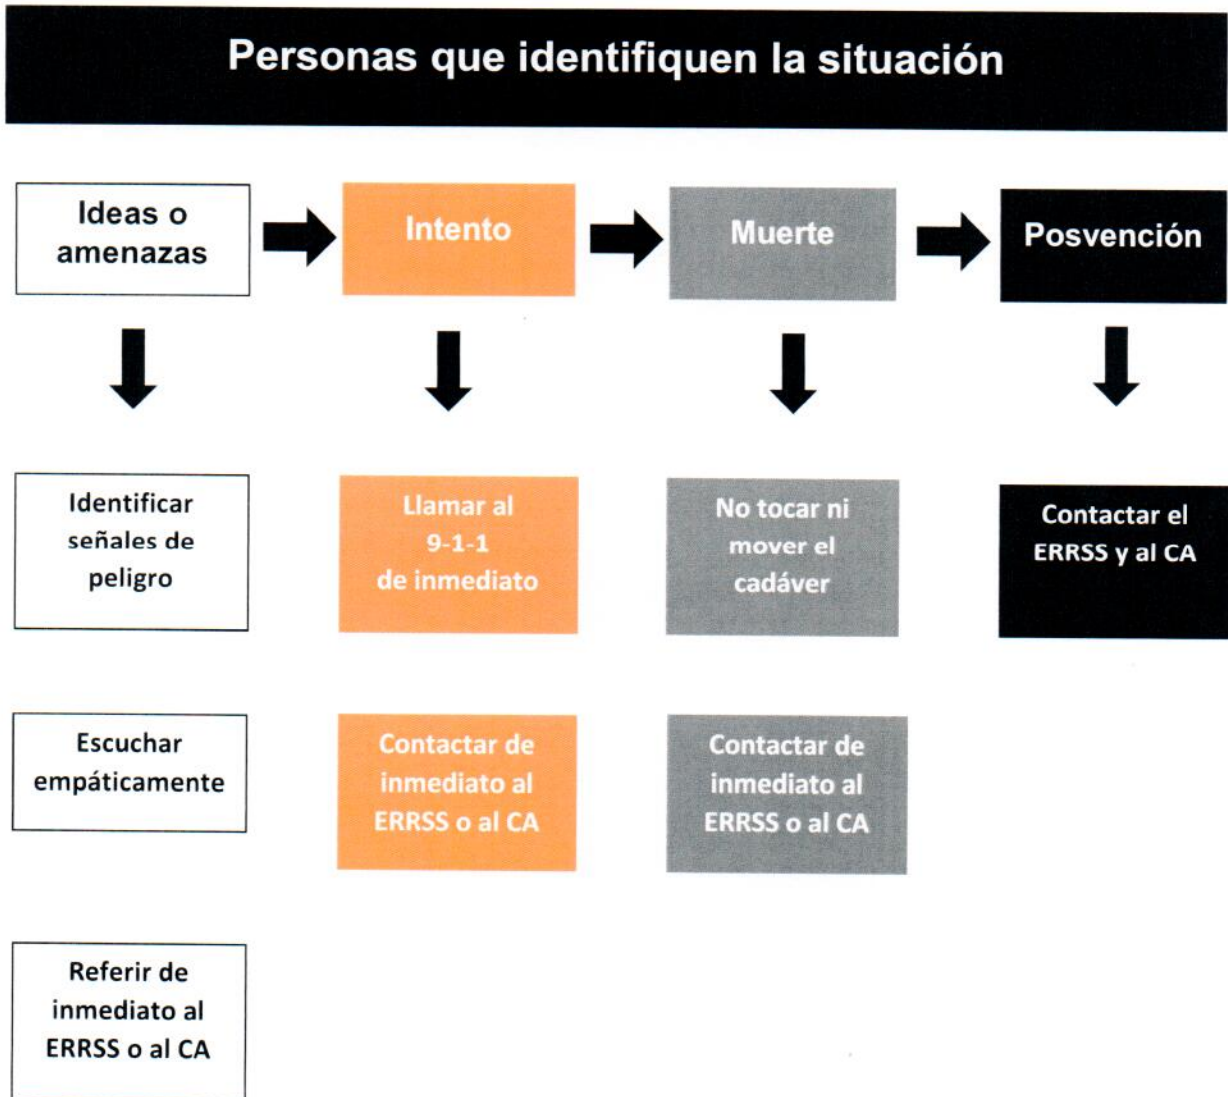 Personas que identifiquen la situación
Ideas o
amenazas
Intento
Muerte
Posvención
Identificar
señales de
peligro
Llamar al
9-1-1
de inmediato
No tocar ni
mover el
cadáver
Contactar el
ERRSS y al CA
Escuchar
empáticamente
Contactar de
inmediato al
ERRSS o al CA
Contactar de
inmediato al
ERRSS o al CA
Referir de
inmediato al
ERRSS o al CA